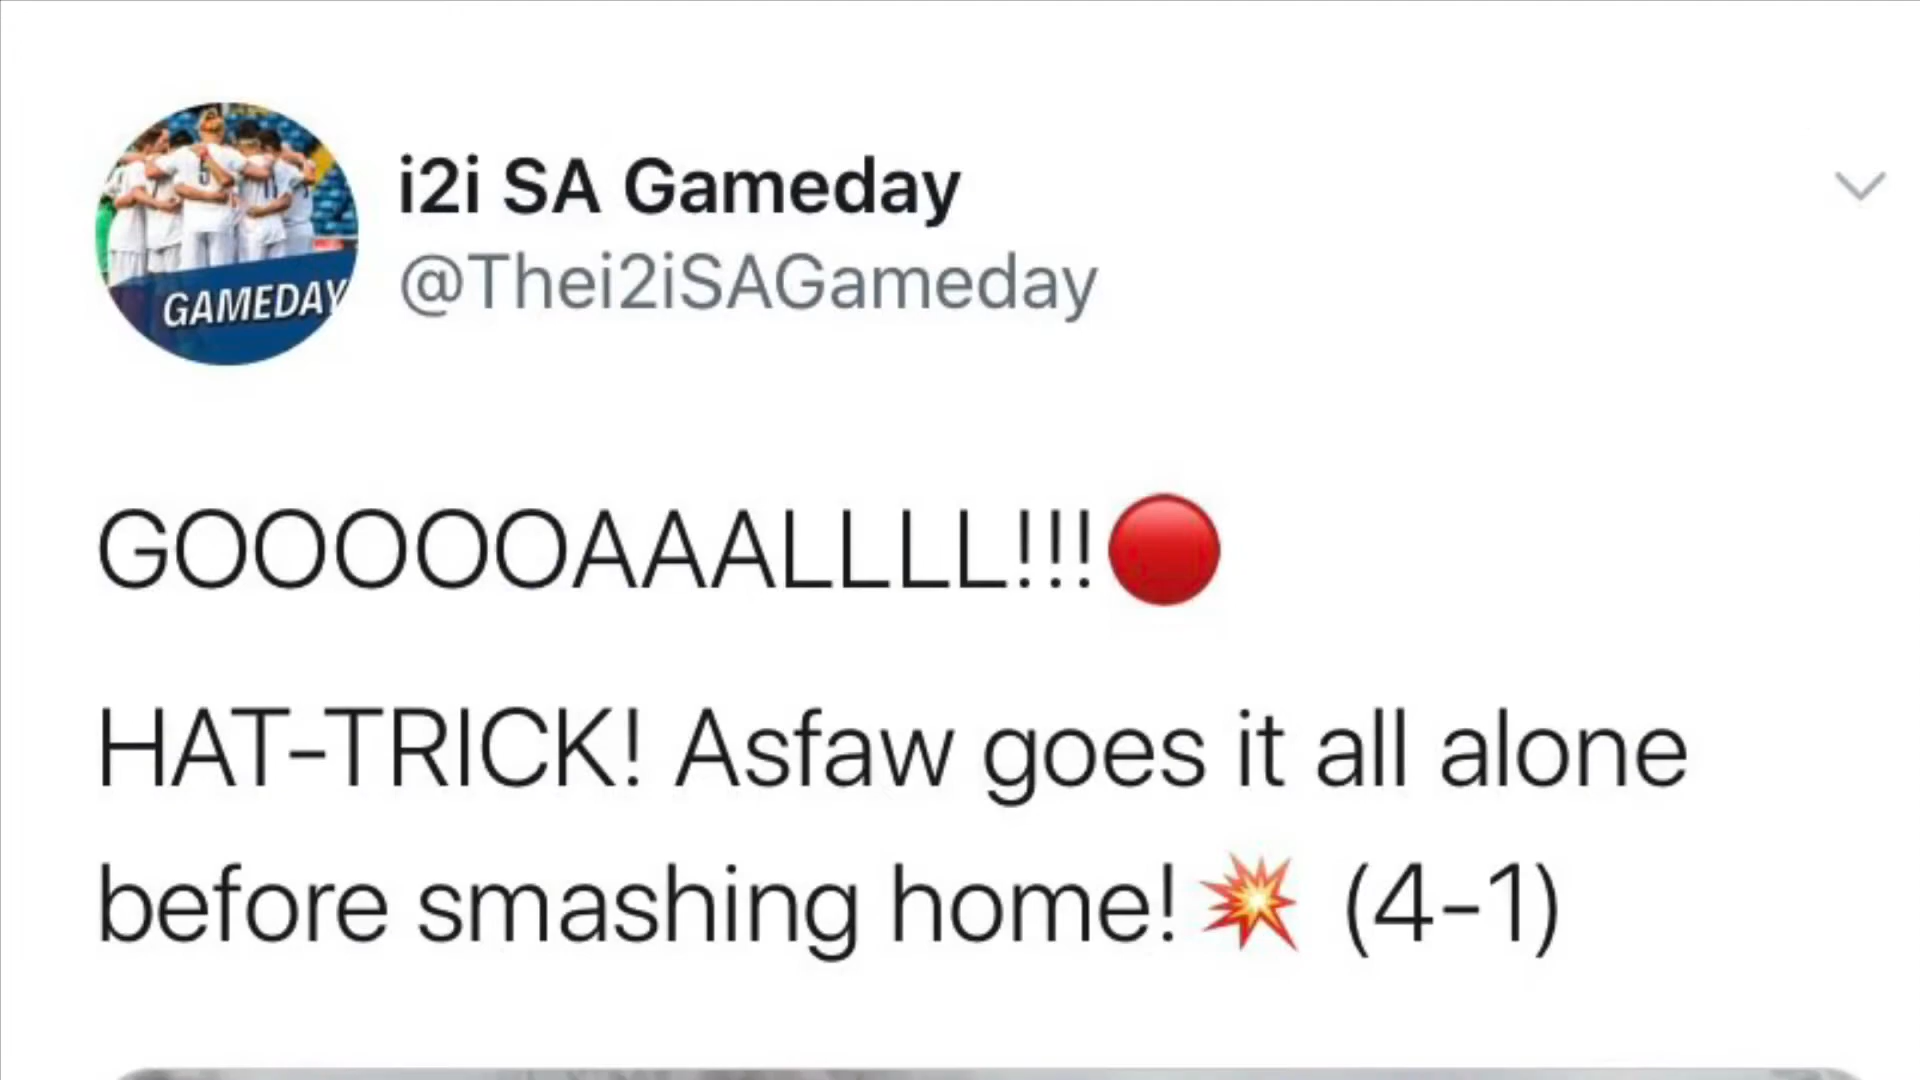 i2i SA Gameday
@Thei2iSAGameday
GAMEDAY
GOOOOOAAALLLL!!!🔴
HAT-TRICK! Asfaw goes it all alone
before smashing home!💥 (4-1)